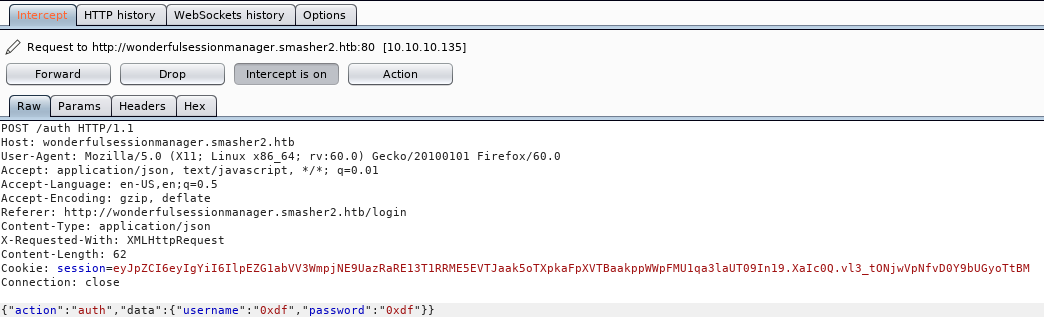 Intercept HTTP history WebSockets history Options
Request to http://wonderfulsessionmanager.smasher2.htb:80 [10.10.10.135]
Forward Drop Intercept is on Action
Raw Params Headers Hex
POST /auth HTTP/1.1
Host: wonderfulsessionmanager.smasher2.htb
User-Agent: Mozilla/5.0 (X11; Linux x86_64; rv:60.0) Gecko/20100101 Firefox/60.0
Accept: application/json, text/javascript, */*; q=0.01
Accept-Language: en-US,en;q=0.5
Accept-Encoding: gzip, deflate
Referer: http://wonderfulsessionmanager.smasher2.htb/login
Content-Type: application/json
X-Requested-With: XMLHttpRequest
Content-Length: 62
Cookie: session=eyJpZCI6eyIgYiI6IlpEZG1abVV3WmpjNE9UazRaRE13T1RRME5EVTJaak5oTXpkaFpXVTBaakppWWpFMU1qa3laUT09In19.XaIc0Q.vl3_tONjwVpNfvD0Y9bUGyoTtBM
Connection: close
{"action":"auth","data":{"username":"0xdf","password":"0xdf"}}